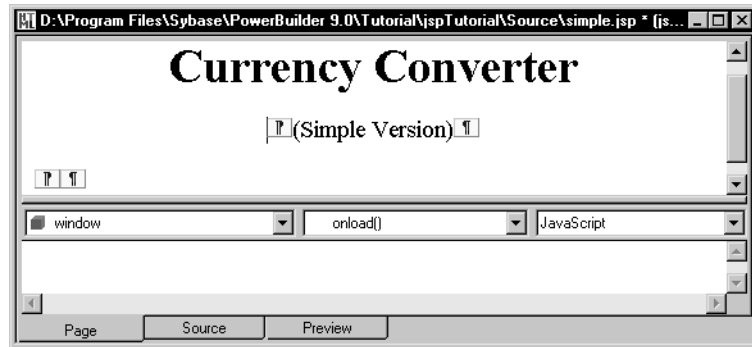 D:\Program Files\Sybase\PowerBuilder 9.0\Tutorial\jspTutorial\Source\simple.jsp * (js...
Currency Converter
(Simple Version) ¶
¶
window onload() JavaScript
Page Source Preview